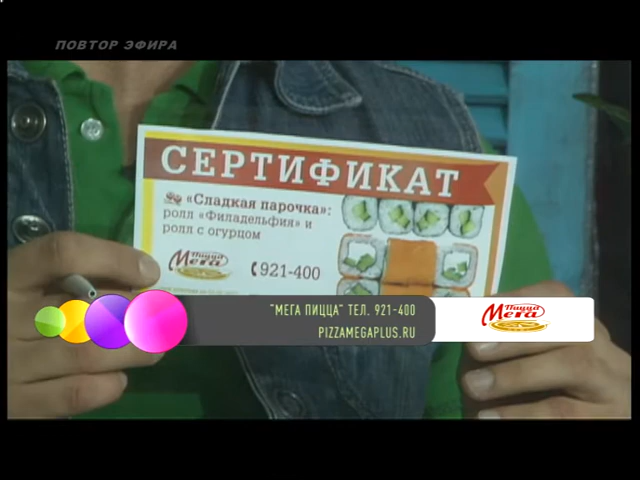 ПОВТОР ЭФИРА
СЕРТИФИКАТ
«Сладкая парочка»:
ролл «Филадельфия» и
ролл с огурцом
Пицца
Мега
921-400
"МЕГА ПИЦЦА" ТЕЛ. 921-400
PIZZAMEGAPLUS.RU
Пицца
Мега